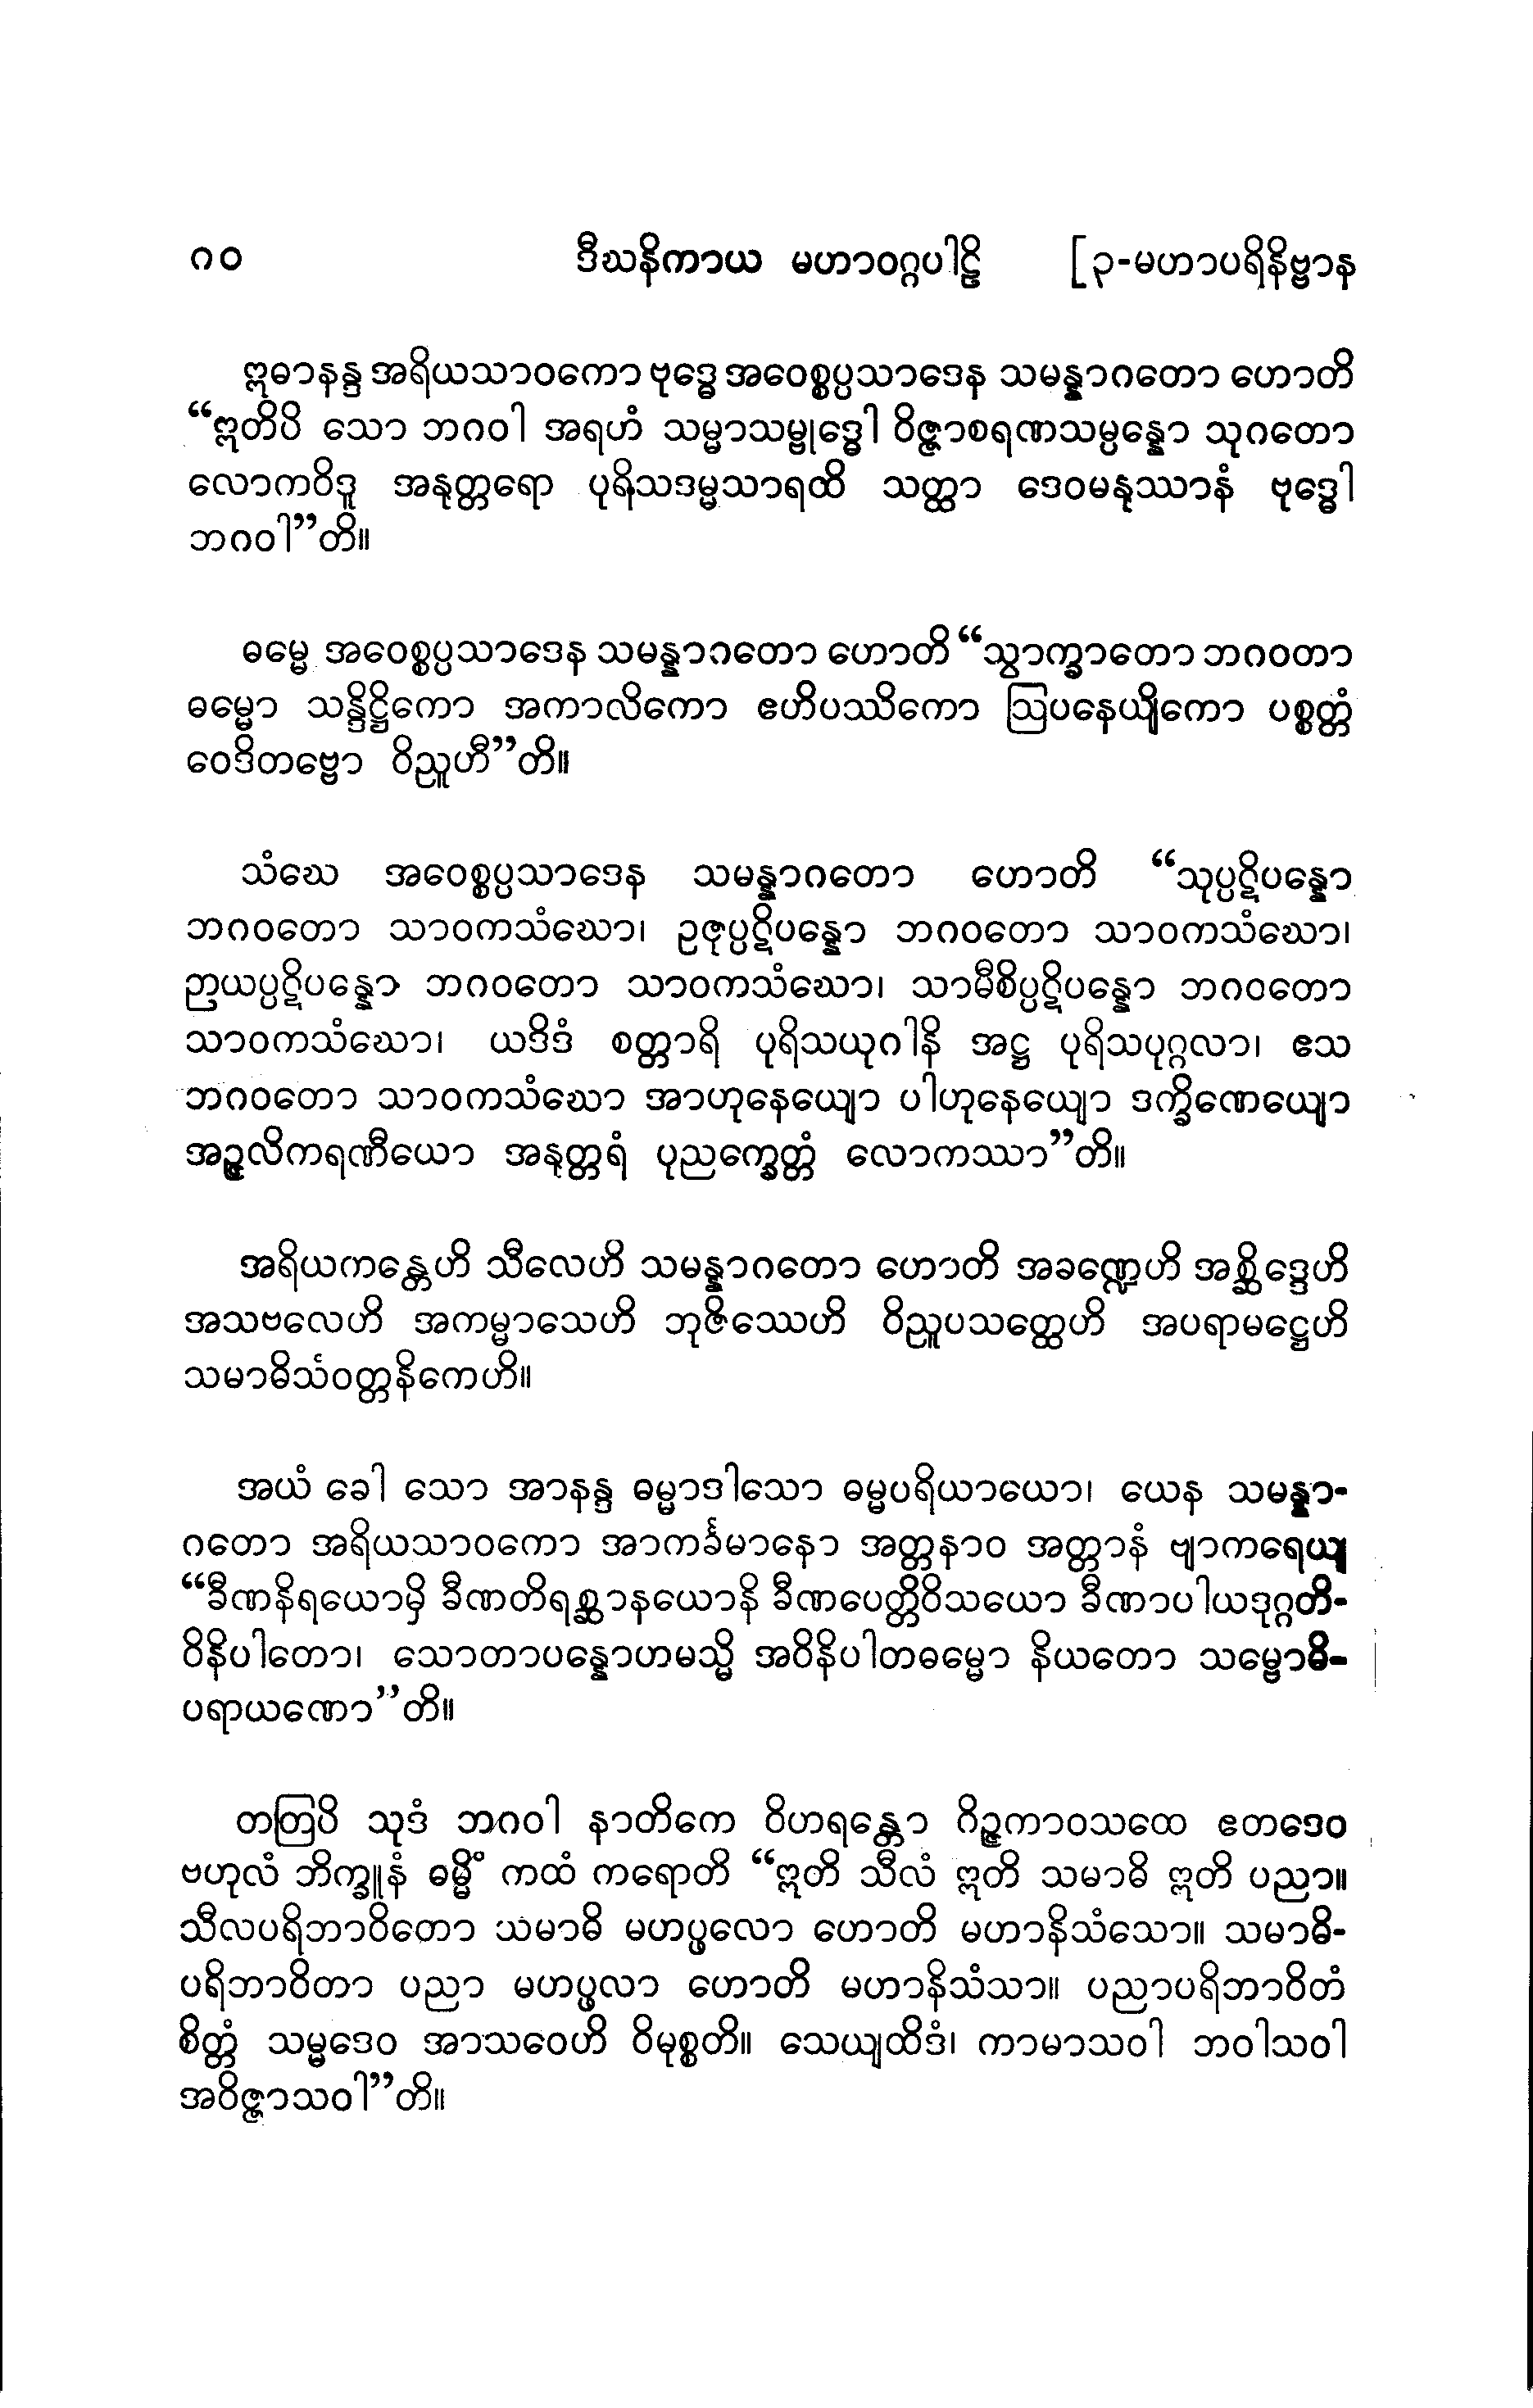 ၈၀ ဒီဃနိကာယ မဟာဝဂ္ဂပါဠိ [၃-မဟာပရိနိဗ္ဗာန
ဣဓာနန္ဒ အရိယသာဝကော ဗုဒ္ဓေ အဝေစ္စပ္ပသာဒေန သမန္နာဂတော ဟောတိ
“ဣတိပိ သော ဘဂဝါ အရဟံ သမ္မာသမ္ဗုဒ္ဓေါ ဝိဇ္ဇာစရဏသမ္ပန္နော သုဂတော
လောကဝိဒူ အနုတ္တရော ပုရိသဒမ္မသာရထိ သတ္ထာ ဒေဝမနုဿာနံ ဗုဒ္ဓေါ
ဘဂဝါ”တိ။
ဓမ္မေ အဝေစ္စပ္ပသာဒေန သမန္နာဂတော ဟောတိ “သွာက္ခာတော ဘဂဝတာ
ဓမ္မော သန္ဒိဋ္ဌိကော အကာလိကော ဧဟိပဿိကော ဩပနေယျိကော ပစ္စတ္တံ
ဝေဒိတဗ္ဗော ဝိညူဟီ”တိ။
သံဃေ အဝေစ္စပ္ပသာဒေန သမန္နာဂတော ဟောတိ “သုပ္ပဋိပန္နော
ဘဂဝတော သာဝကသံဃော၊ ဥဇုပ္ပဋိပန္နော ဘဂဝတော သာဝကသံဃော၊
ဉာယပ္ပဋိပန္နော ဘဂဝတော သာဝကသံဃော၊ သာမီစိပ္ပဋိပန္နော ဘဂဝတော
သာဝကသံဃော၊ ယဒိဒံ စတ္တာရိ ပုရိသယုဂါနိ အဋ္ဌ ပုရိသပုဂ္ဂလာ၊ ဧသ
ဘဂဝတော သာဝကသံဃော အာဟုနေယျော ပါဟုနေယျော ဒက္ခိဏေယျော
အဉ္ဇလိကရဏီယော အနုတ္တရံ ပုညက္ခေတ္တံ လောကဿာ”တိ။
အရိယကန္တေဟိ သီလေဟိ သမန္နာဂတော ဟောတိ အခဏ္ဍေဟိ အစ္ဆိဒ္ဒေဟိ
အသဗလေဟိ အကမ္မာသေဟိ ဘုဇိဿေဟိ ဝိညူပသတ္ထေဟိ အပရာမဋ္ဌေဟိ
သမာဓိသံဝတ္တနိကေဟိ။
အယံ ခေါ သော အာနန္ဒ ဓမ္မာဒါသော ဓမ္မပရိယာယော၊ ယေန သမန္နာ-
ဂတော အရိယသာဝကော အာကင်္ခမာနော အတ္တနာဝ အတ္တာနံ ဗျာကရေယျ
“ခီဏနိရယောမှိ ခီဏတိရစ္ဆာနယောနိ ခီဏပေတ္တိဝိသယော ခီဏာပါယဒုဂ္ဂတိ-
ဝိနိပါတော၊ သောတာပန္နောဟမသ္မိ အဝိနိပါတဓမ္မော နိယတော သမ္ဗောဓိ-
ပရာယဏော”တိ။
တတြပိ သုဒံ ဘဂဝါ နာတိကေ ဝိဟရန္တော ဂိဉ္ဇကာဝသထေ ဧတဒေဝ
ဗဟုလံ ဘိက္ခူနံ ဓမ္မိံ ကထံ ကရောတိ “ဣတိ သီလံ ဣတိ သမာဓိ ဣတိ ပညာ။
သီလပရိဘာဝိတော သမာဓိ မဟပ္ဖလော ဟောတိ မဟာနိသံသော။ သမာဓိ-
ပရိဘာဝိတာ ပညာ မဟပ္ဖလာ ဟောတိ မဟာနိသံသာ။ ပညာပရိဘာဝိတံ
စိတ္တံ သမ္မဒေဝ အာသဝေဟိ ဝိမုစ္စတိ။ သေယျထိဒံ၊ ကာမာသဝါ ဘဝါသဝါ
အဝိဇ္ဇာသဝါ”တိ။